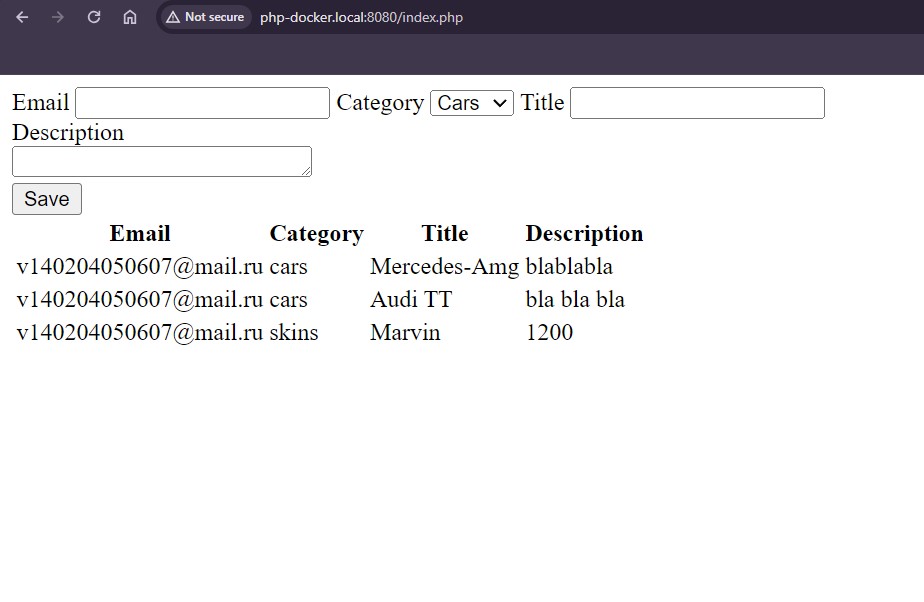 Not secure php-docker.local:8080/index.php
Email Category Cars Title
Description
Save
Email Category Title Description
v140204050607@mail.ru cars Mercedes-Amg blablabla
v140204050607@mail.ru cars Audi TT bla bla bla
v140204050607@mail.ru skins Marvin 1200